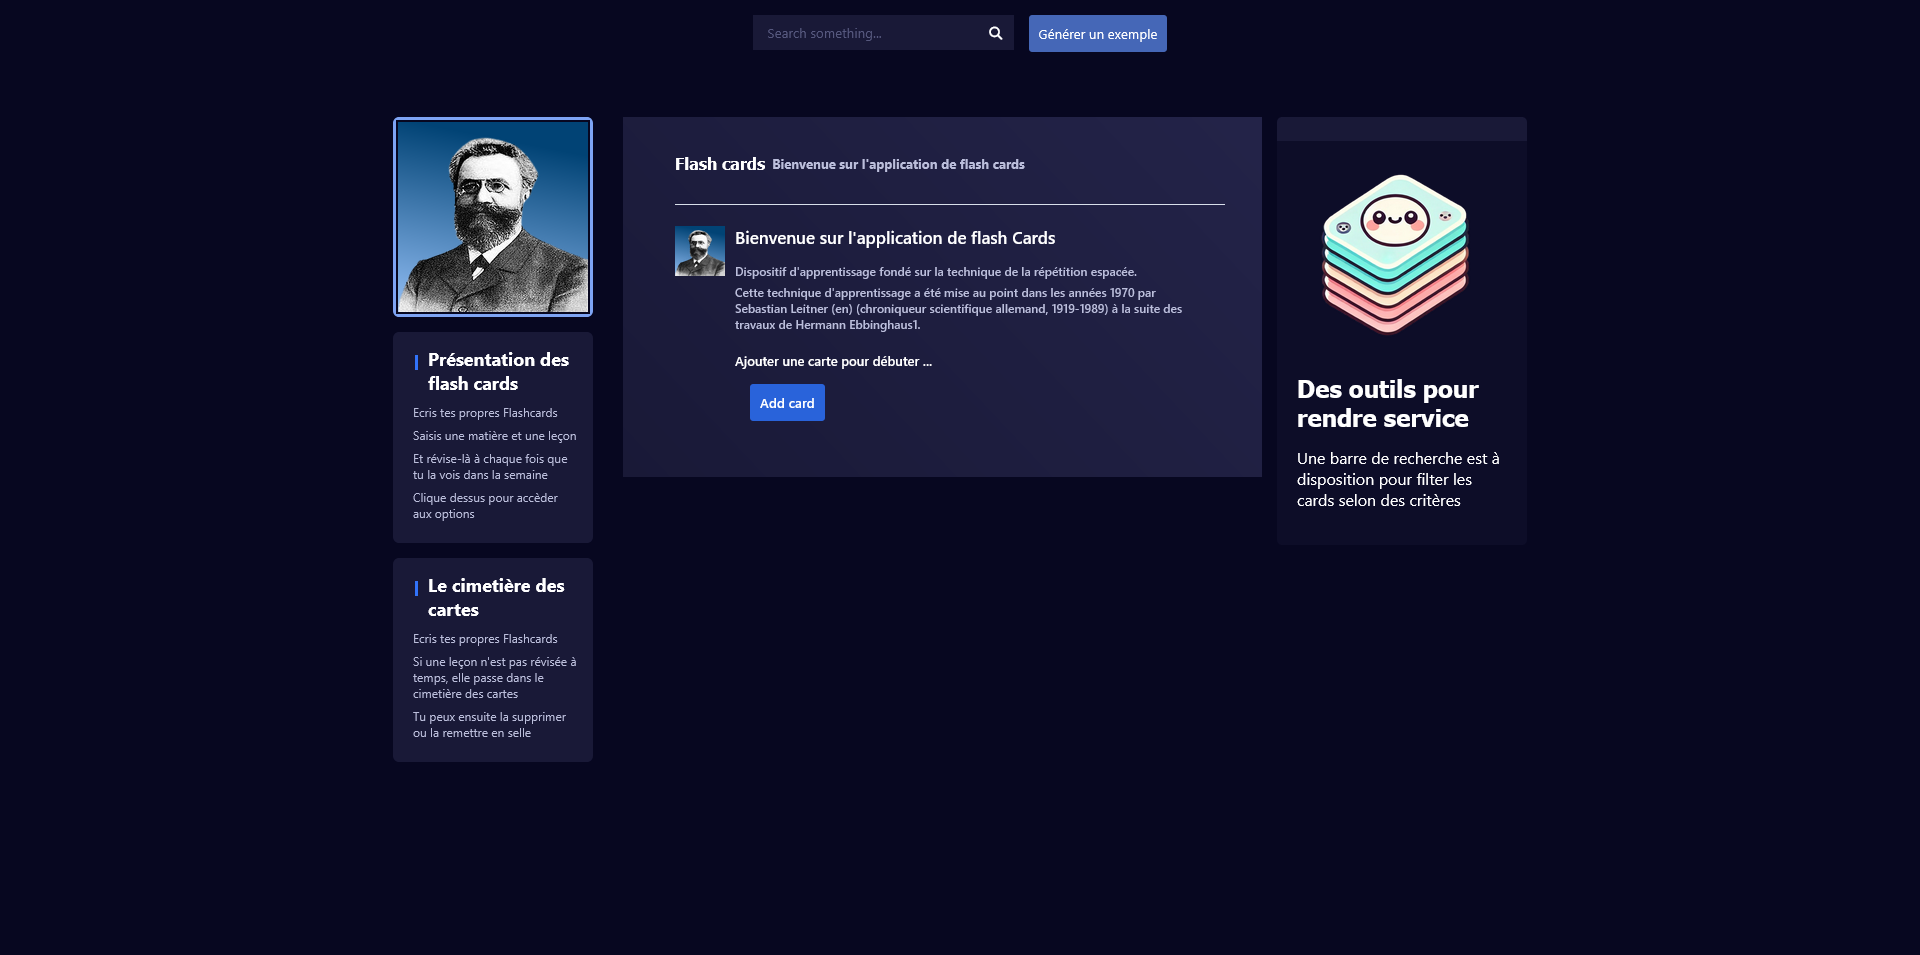 Search something...
Générer un exemple
Présentation des
flash cards
Ecris tes propres Flashcards
Saisis une matière et une leçon
Et révise-là à chaque fois que
tu la vois dans la semaine
Clique dessus pour accèder
aux options
Le cimetière des
cartes
Ecris tes propres Flashcards
Si une leçon n'est pas révisée à
temps, elle passe dans le
cimetière des cartes
Tu peux ensuite la supprimer
ou la remettre en selle
Flash cards Bienvenue sur l'application de flash cards
Bienvenue sur l'application de flash Cards
Dispositif d'apprentissage fondé sur la technique de la répétition espacée.
Cette technique d'apprentissage a été mise au point dans les années 1970 par
Sebastian Leitner (en) (chroniqueur scientifique allemand, 1919-1989) à la suite des
travaux de Hermann Ebbinghaus1.
Ajouter une carte pour débuter ...
Add card
Des outils pour
rendre service
Une barre de recherche est à
disposition pour filter les
cards selon des critères